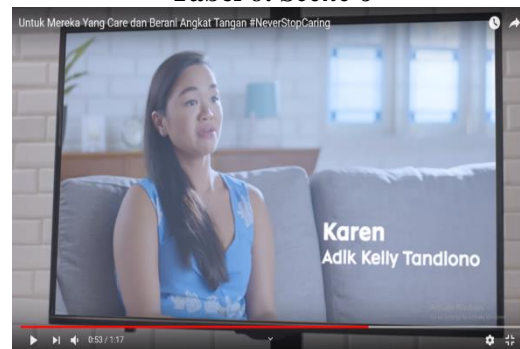 Untuk Mereka Yang Care dan Berani Angkat Tangan #NeverStopCaring
Karen
Adik Kelly Tandiono
0:53 / 1:17